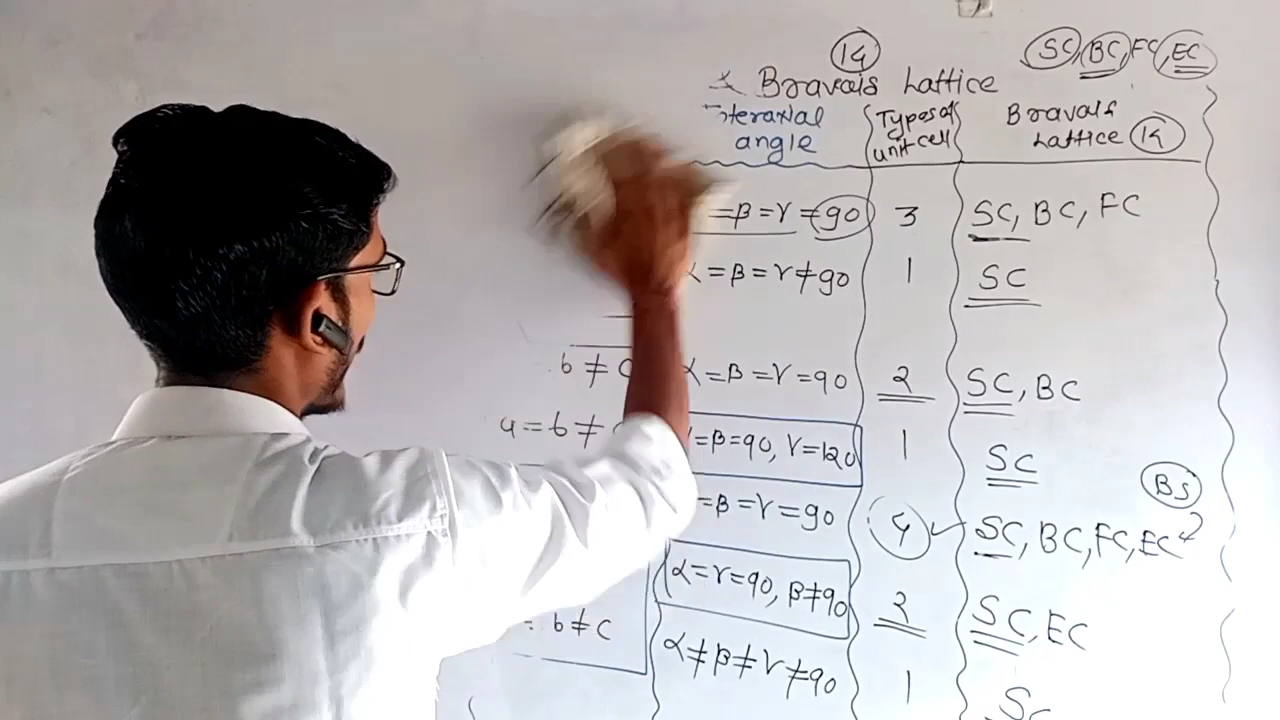 14 SC, BC, FC, EC
& Bravais Lattice
angle Types of unit cell Bravais Lattice 14
=β=γ=90 3 SC, BC, FC
α=β=γ≠90 1 SC
b≠ α=β=γ=90 2 SC, BC
a=b≠ =β=90, γ=120 1 SC
BS
=β=γ=90 4 SC, BC, FC, EC
α=γ=90, β≠90 2 SC, EC
b≠c
α≠β≠γ≠90 1 SC